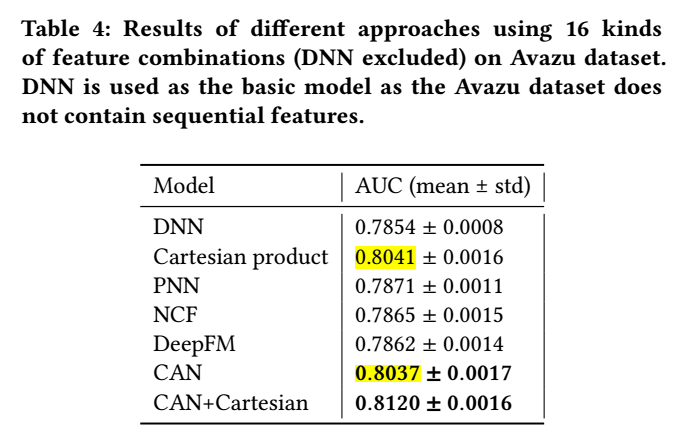 Table 4: Results of different approaches using 16 kinds
of feature combinations (DNN excluded) on Avazu dataset.
DNN is used as the basic model as the Avazu dataset does
not contain sequential features.
Model AUC (mean ± std)
DNN 0.7854 ± 0.0008
Cartesian product 0.8041 ± 0.0016
PNN 0.7871 ± 0.0011
NCF 0.7865 ± 0.0015
DeepFM 0.7862 ± 0.0014
CAN 0.8037 ± 0.0017
CAN+Cartesian 0.8120 ± 0.0016